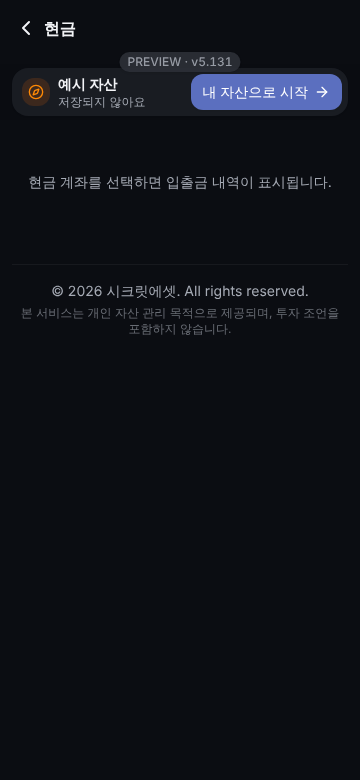 현금
PREVIEW · v5.131
예시 자산
저장되지 않아요
내 자산으로 시작
현금 계좌를 선택하면 입출금 내역이 표시됩니다.
© 2026 시크릿에셋. All rights reserved.
본 서비스는 개인 자산 관리 목적으로 제공되며, 투자 조언을
포함하지 않습니다.